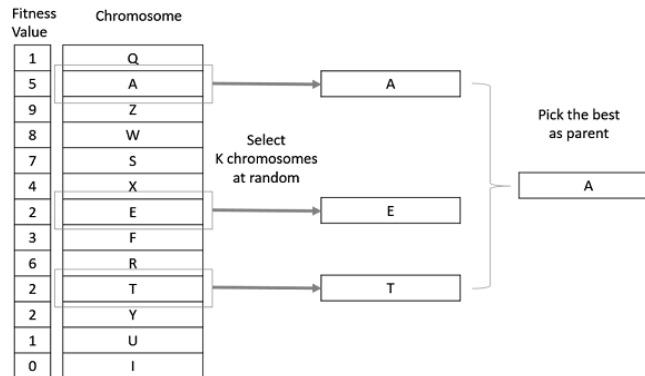 Fitness
Value
Chromosome
1 Q
5 A
9 Z
8 W
7 S
4 X
2 E
3 F
6 R
2 T
2 Y
1 U
0 I
Select
K chromosomes
at random
A
E
T
Pick the best
as parent
A